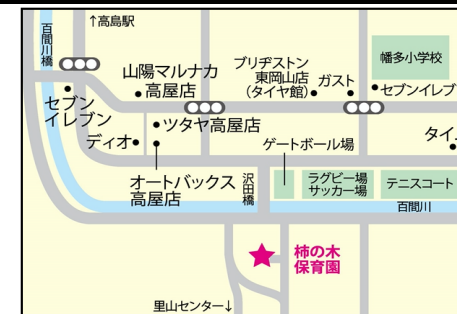 ↑高島駅
百間川橋
幡多小学校
ブリヂストン
東岡山店
(タイヤ館)
ガスト
セブンイレブ
山陽マルナカ
高屋店
セブン
イレブン
ツタヤ高屋店
ディオ
ゲートボール場
タイ
オートバックス
高屋店
沢田橋
ラグビー場
サッカー場
テニスコート
百間川
柿の木
保育園
里山センター↓